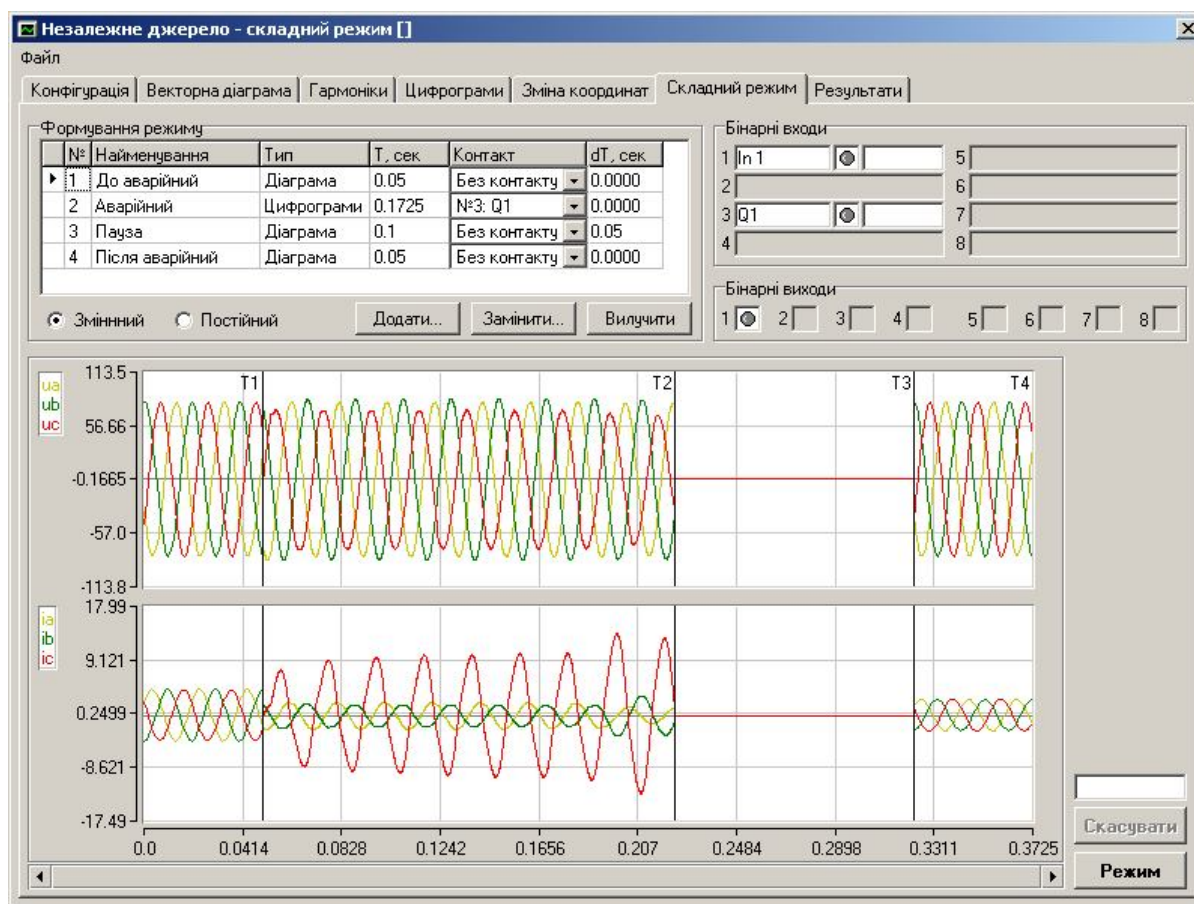 Незалежне джерело - складний режим []
Файл
Конфігурація Векторна діаграма Гармоніки Цифрограми Зміна координат Складний режим Результати
Формування режиму
№ Найменування Тип Т, сек Контакт dT, сек
1 До аварійний Діаграма 0.05 Без контакту 0.0000
2 Аварійний Цифрограми 0.1725 №3: Q1 0.0000
3 Пауза Діаграма 0.1 Без контакту 0.05
4 Після аварійний Діаграма 0.05 Без контакту 0.0000
Зміннний Постійний Додати... Замінити... Вилучити
Бінарні входи
1 In 1 5
2 6
3 Q1 7
4 8
Бінарні виходи
1 2 3 4 5 6 7 8
ua
ub
uc
113.5
56.66
-0.1665
-57.0
-113.8
T1 T2 T3 T4
ia
ib
ic
17.99
9.121
0.2499
-8.621
-17.49
0.0 0.0414 0.0828 0.1242 0.1656 0.207 0.2484 0.2898 0.3311 0.3725
Скасувати
Режим